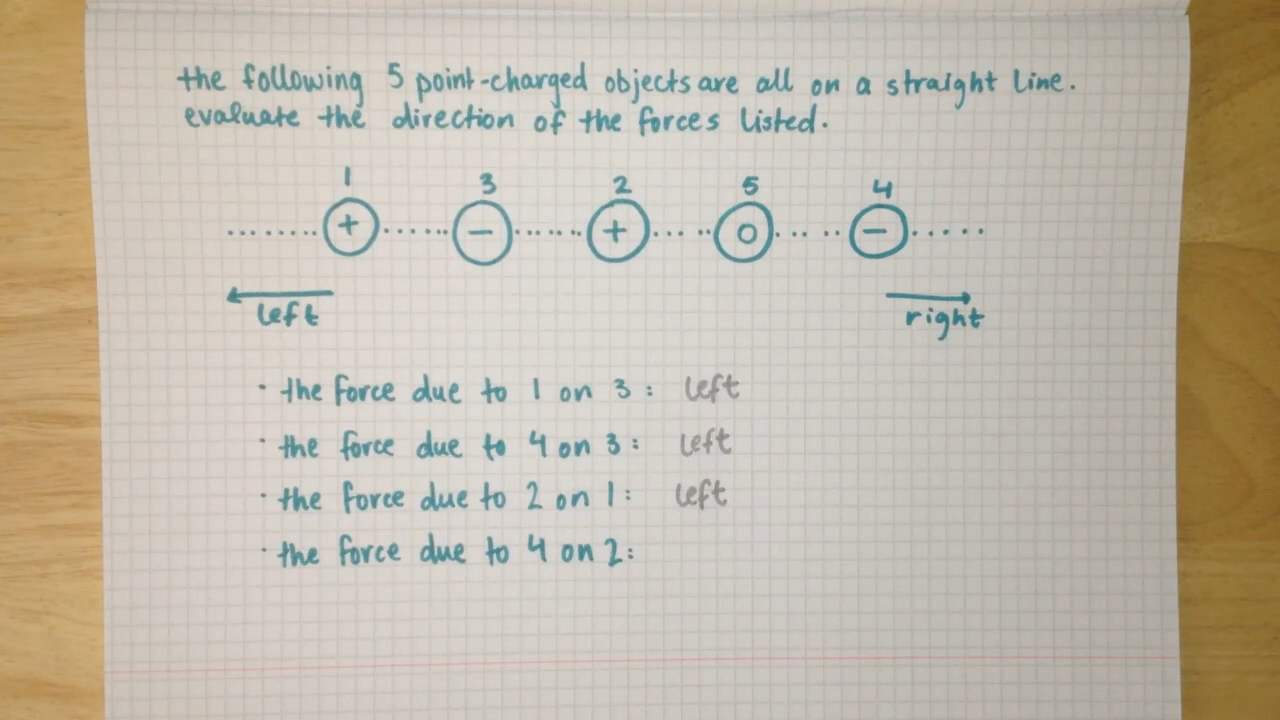 the following 5 point-charged objects are all on a straight line.
evaluate the direction of the forces listed.
1 3 2 5 4
........ + ...... − ...... + ..... 0 ..... − .....
left right
· the force due to 1 on 3: left
· the force due to 4 on 3: left
· the force due to 2 on 1: left
· the force due to 4 on 2: